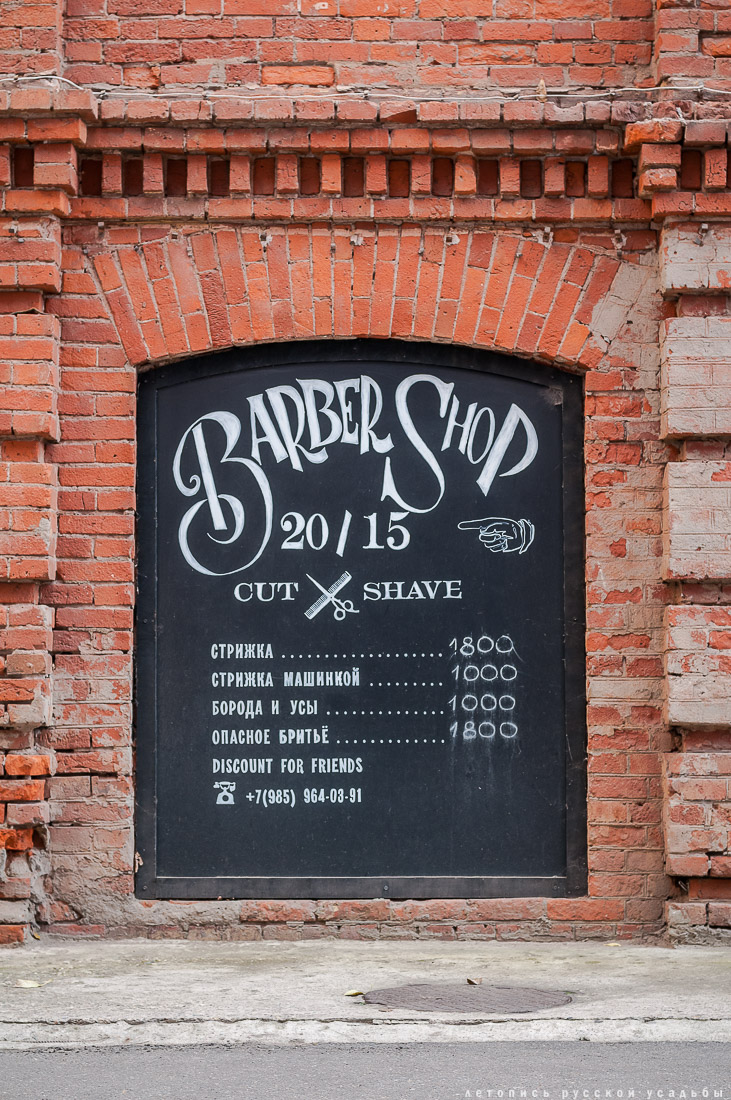 Barber Shop
20/15
CUT SHAVE
СТРИЖКА .................. 1800
СТРИЖКА МАШИНКОЙ ......... 1000
БОРОДА И УСЫ ............. 1000
ОПАСНОЕ БРИТЬЁ ............ 1800
DISCOUNT FOR FRIENDS
+7(985) 964-03-91
-летопись русской усадьбы